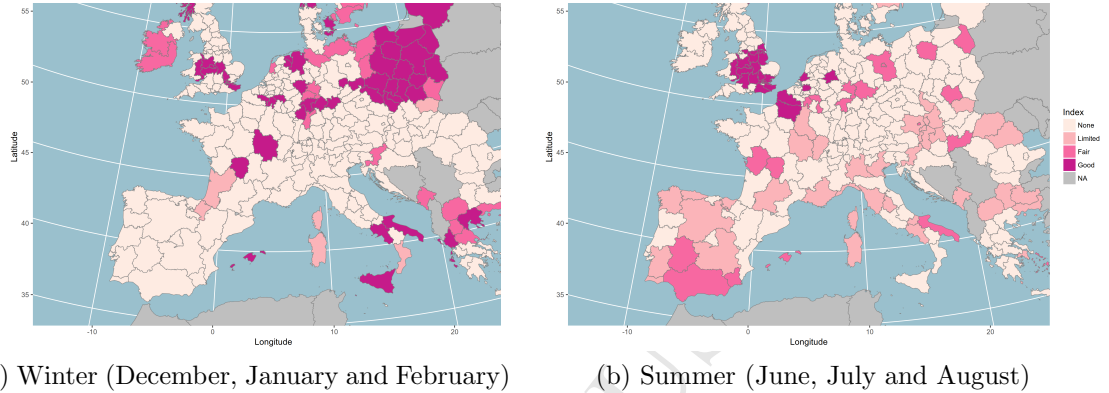 55
50
45
40
35
Latitude
-10
0
10
20
Longitude
55
50
45
40
35
Latitude
-10
0
10
20
Longitude
Index
None
Limited
Fair
Good
NA
) Winter (December, January and February)
(b) Summer (June, July and August)